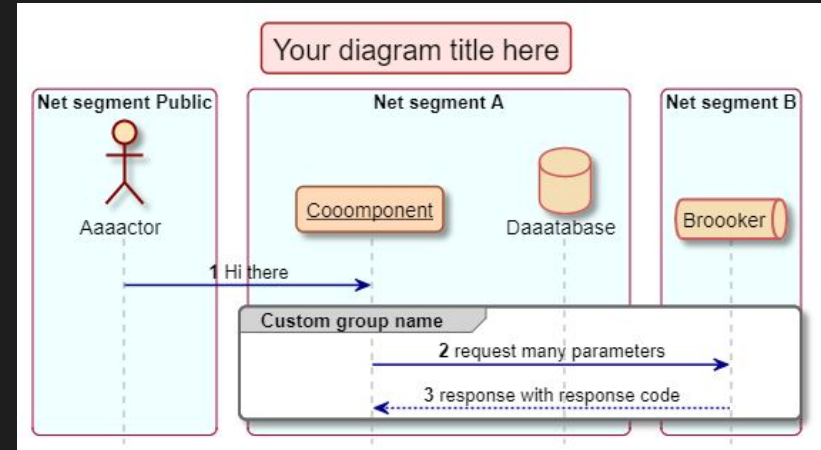 Your diagram title here
Net segment Public
Net segment A
Net segment B
Aaaactor
Cooomponent
Daaatabase
Broooker
1 Hi there
Custom group name
2 request many parameters
3 response with response code